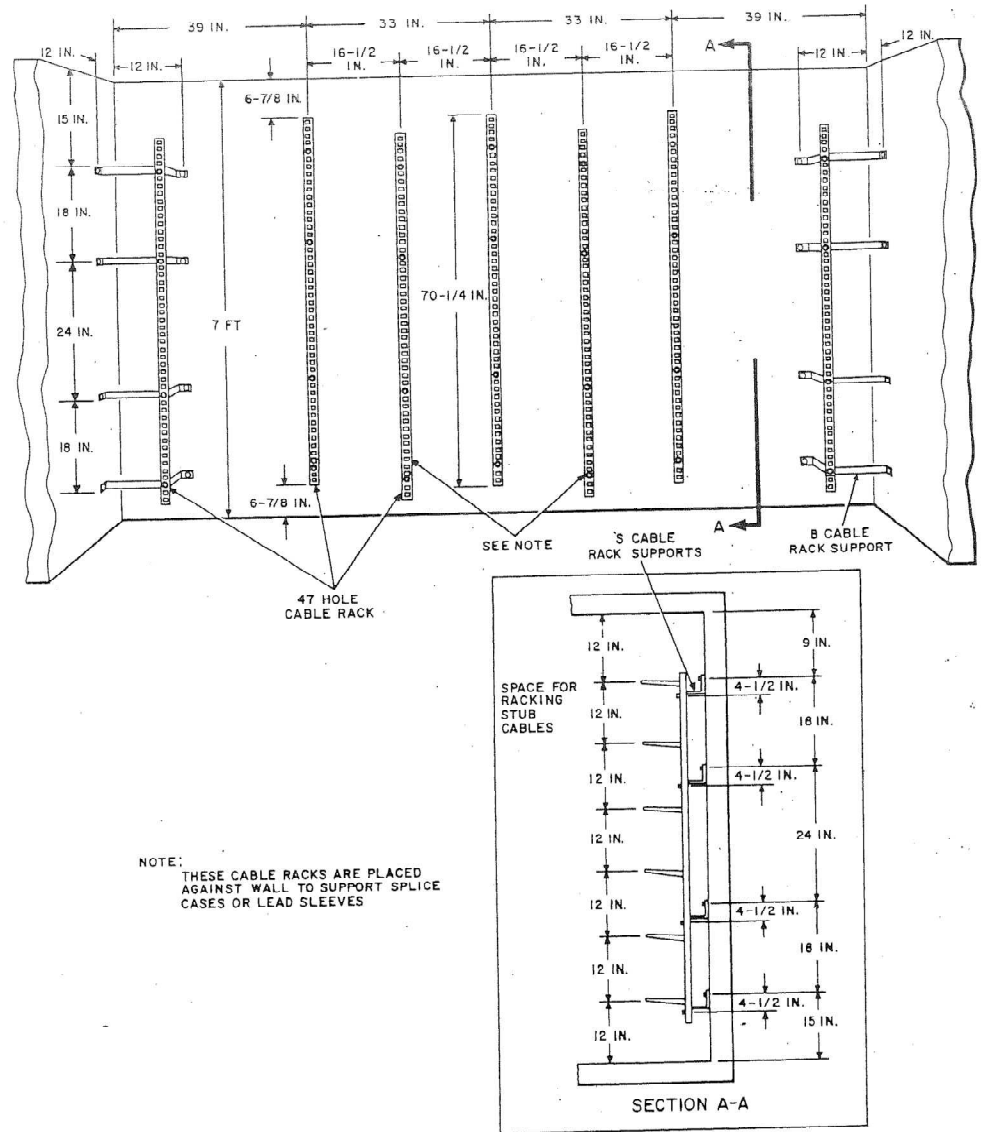 39 IN.
33 IN.
33 IN.
39 IN.
12 IN.
12 IN.
16-1/2
IN.
16-1/2
IN.
16-1/2
IN.
16-1/2
IN.
A
12 IN.
12 IN.
6-7/8 IN.
15 IN.
18 IN.
24 IN.
18 IN.
7 FT
70-1/4 IN.
6-7/8 IN.
A
SEE NOTE
'S CABLE
RACK SUPPORTS
B CABLE
RACK SUPPORT
47 HOLE
CABLE RACK
12 IN.
9 IN.
SPACE FOR
RACKING
STUB
CABLES
4-1/2 IN.
12 IN.
18 IN.
12 IN.
4-1/2 IN.
12 IN.
24 IN.
12 IN.
4-1/2 IN.
12 IN.
18 IN.
4-1/2 IN.
12 IN.
15 IN.
SECTION A-A
NOTE:
THESE CABLE RACKS ARE PLACED
AGAINST WALL TO SUPPORT SPLICE
CASES OR LEAD SLEEVES